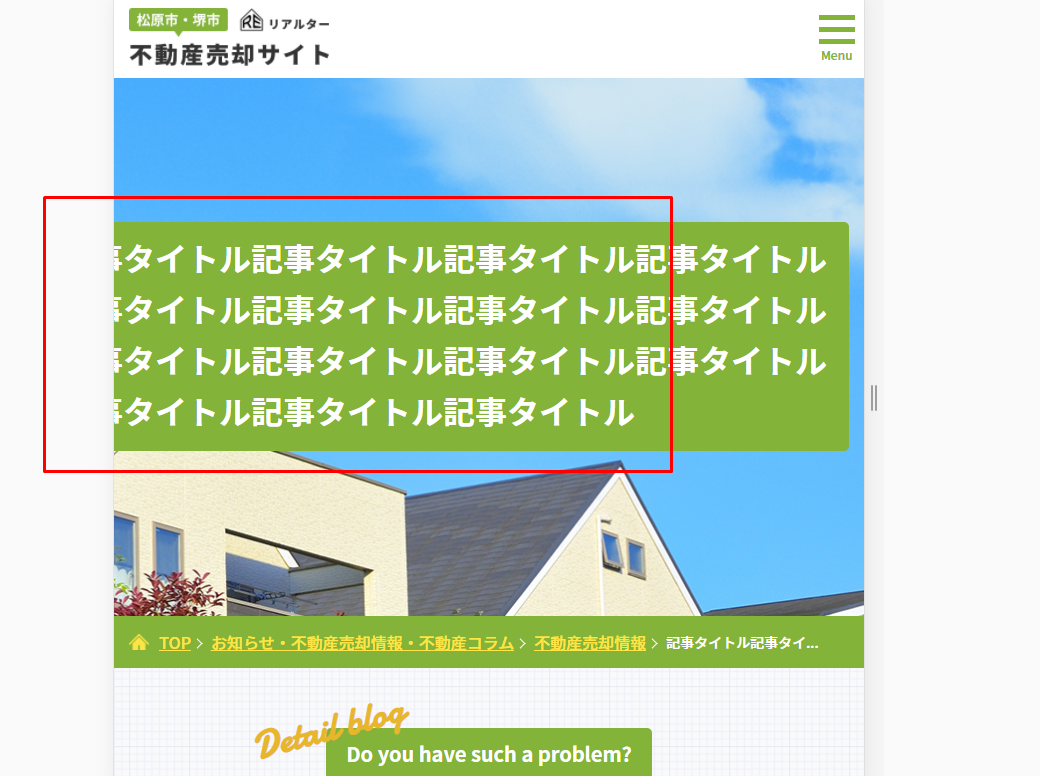 松原市・堺市
RE リアルター
不動産売却サイト
Menu
事タイトル記事タイトル記事タイトル記事タイトル
事タイトル記事タイトル記事タイトル記事タイトル
事タイトル記事タイトル記事タイトル記事タイトル
事タイトル記事タイトル記事タイトル
TOP > お知らせ・不動産売却情報・不動産コラム > 不動産売却情報 > 記事タイトル記事タイ...
Detail blog
Do you have such a problem?